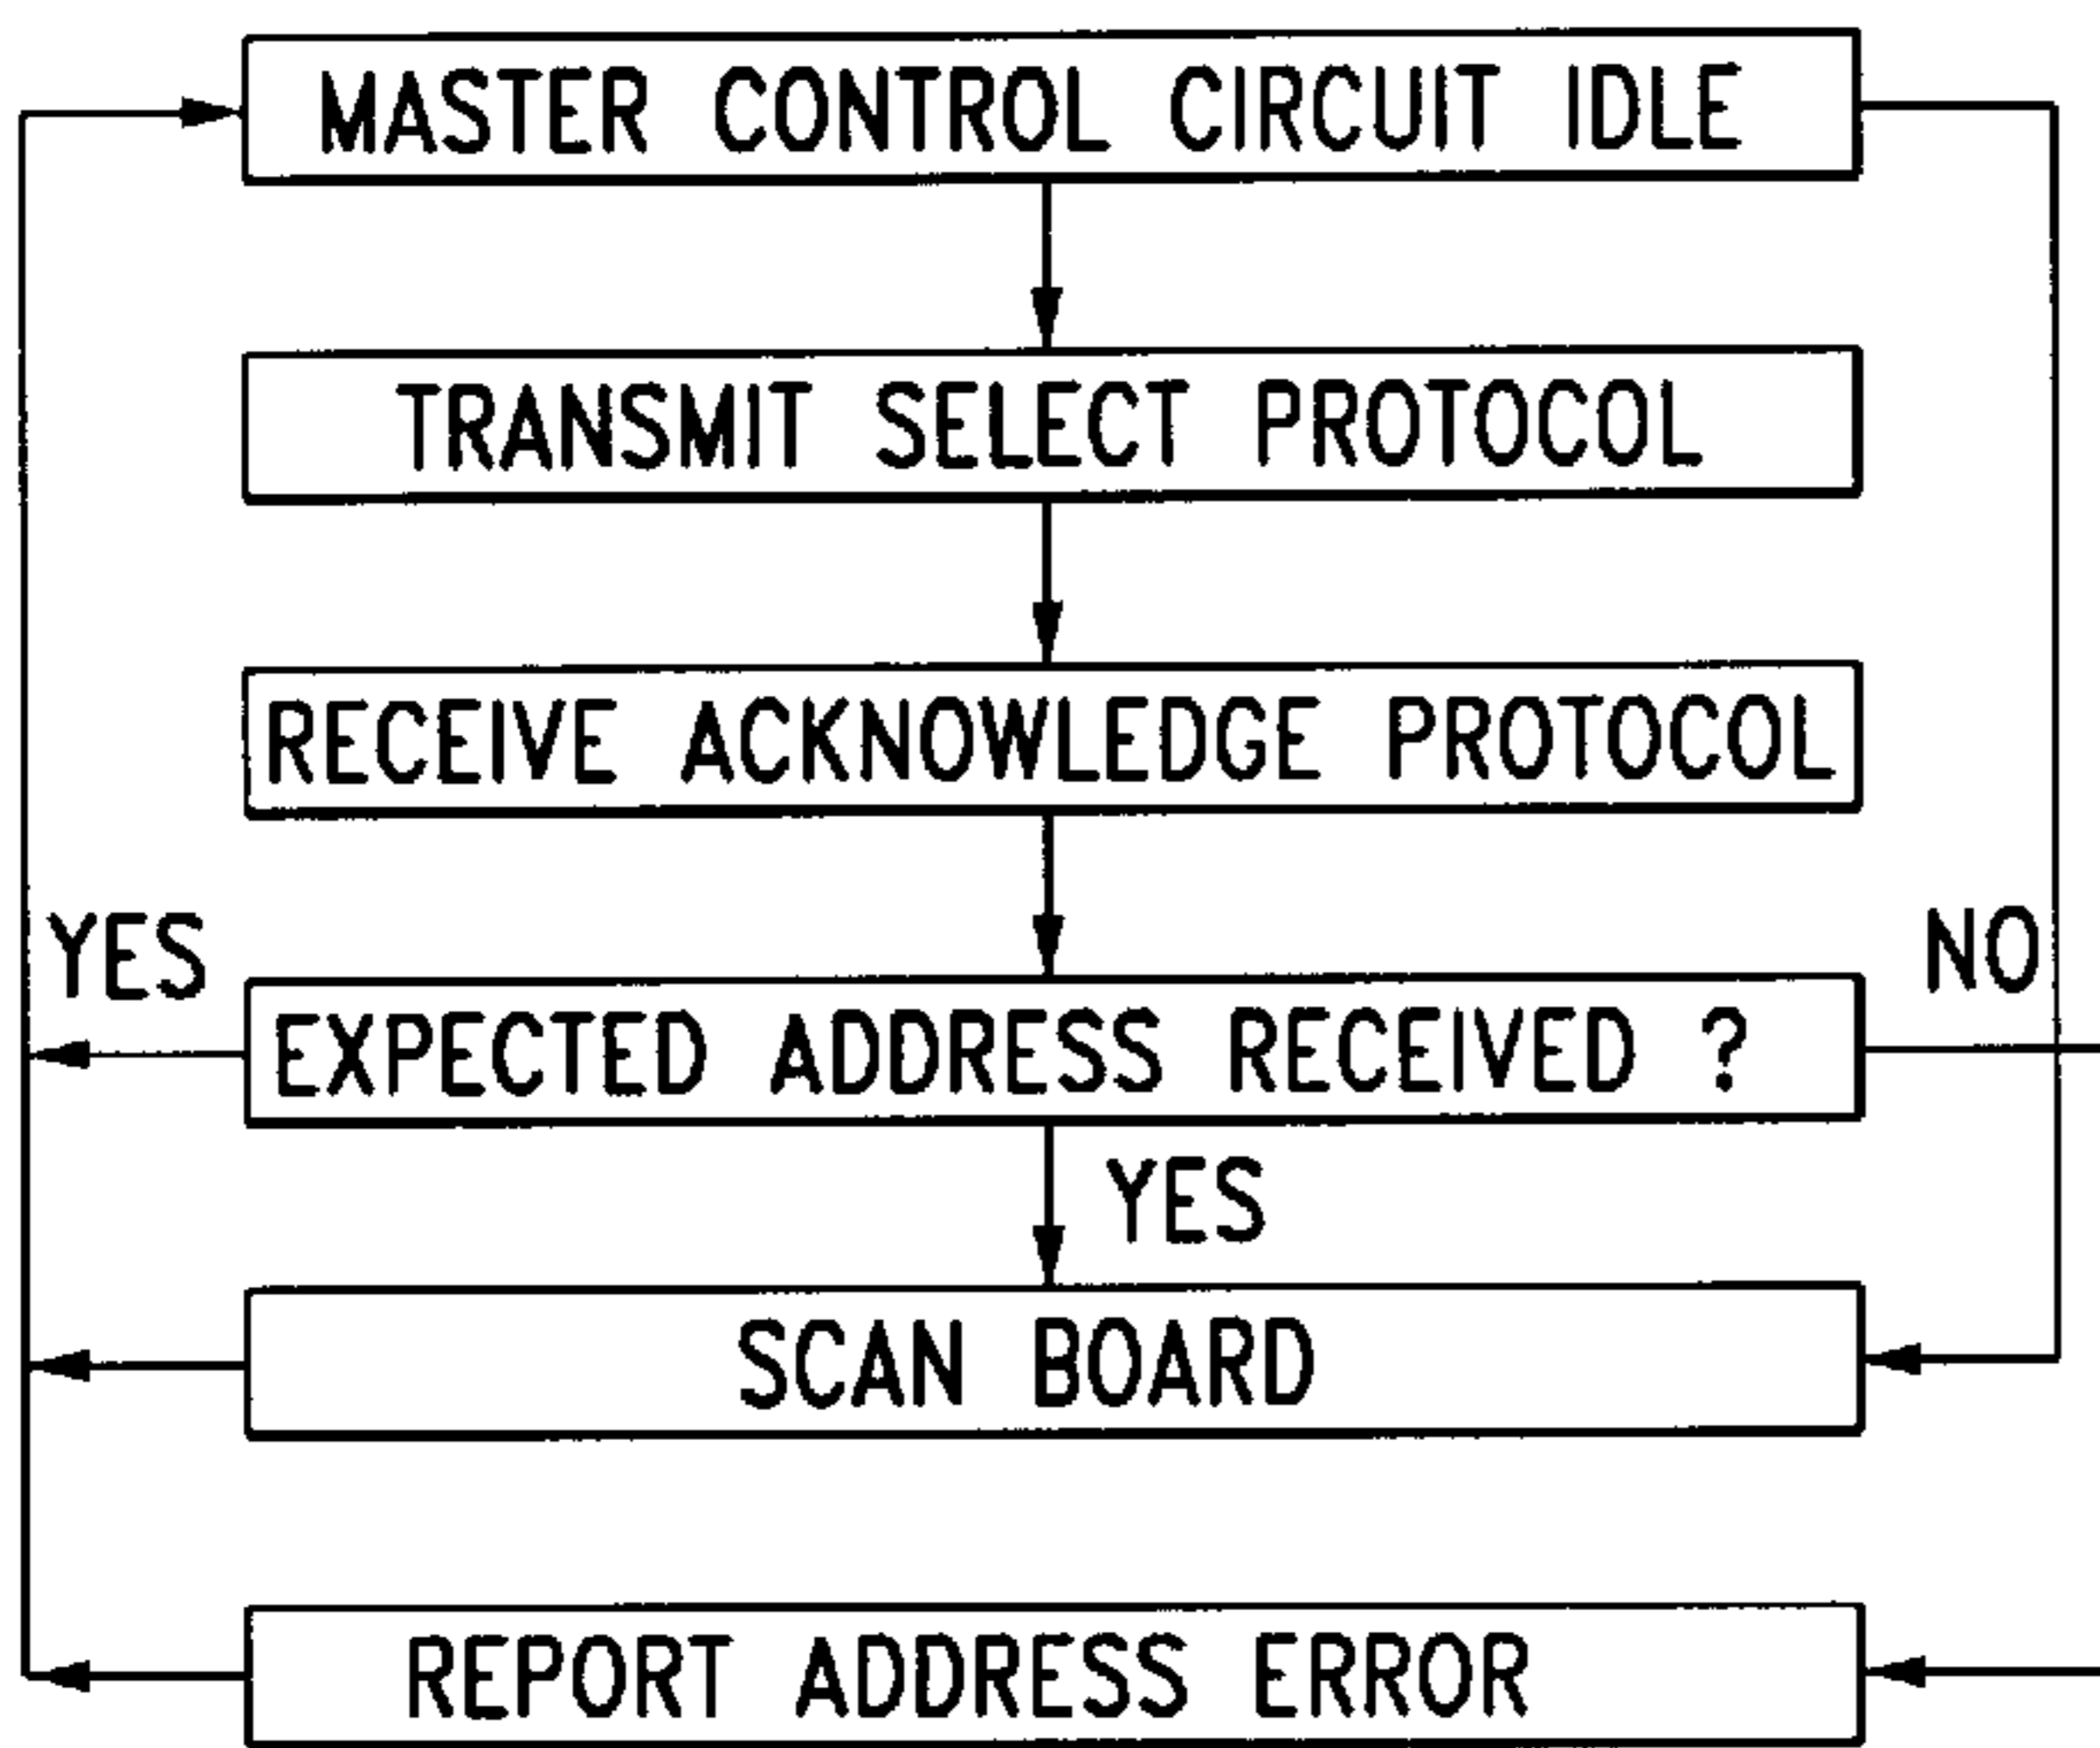 MASTER CONTROL CIRCUIT IDLE
TRANSMIT SELECT PROTOCOL
RECEIVE ACKNOWLEDGE PROTOCOL
YES
NO
EXPECTED ADDRESS RECEIVED ?
YES
SCAN BOARD
REPORT ADDRESS ERROR